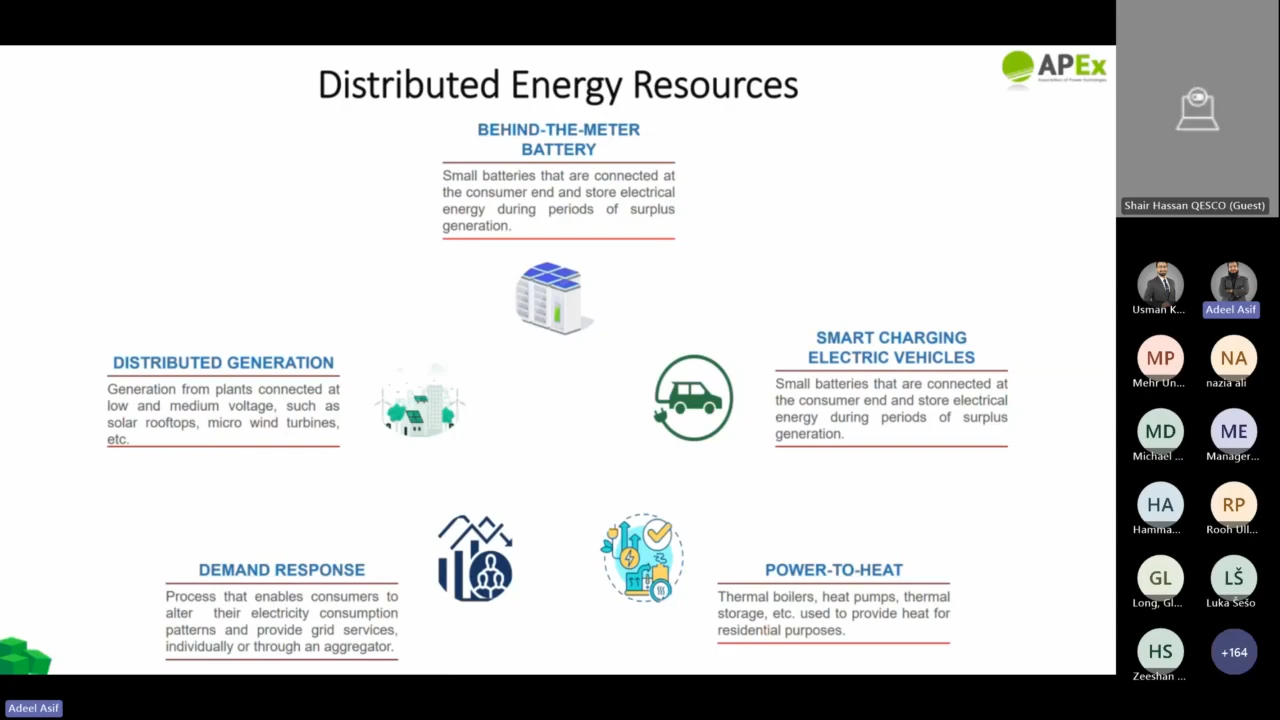 Distributed Energy Resources
APEx
BEHIND-THE-METER
BATTERY
Small batteries that are connected at
the consumer end and store electrical
energy during periods of surplus
generation.
DISTRIBUTED GENERATION
Generation from plants connected at
low and medium voltage, such as
solar rooftops, micro wind turbines,
etc.
SMART CHARGING
ELECTRIC VEHICLES
Small batteries that are connected at
the consumer end and store electrical
energy during periods of surplus
generation.
DEMAND RESPONSE
Process that enables consumers to
alter their electricity consumption
patterns and provide grid services,
individually or through an aggregator.
POWER-TO-HEAT
Thermal boilers, heat pumps, thermal
storage, etc. used to provide heat for
residential purposes.
Shair Hassan QESCO (Guest)
Usman K...
Adeel Asif
MP
Mehr Un...
NA
nazia ali
MD
Michael ...
ME
Manager...
HA
Hamma...
RP
Rooh Ull...
GL
Long, Gl...
LŠ
Luka Šešo
HS
Zeeshan ...
+164
Adeel Asif